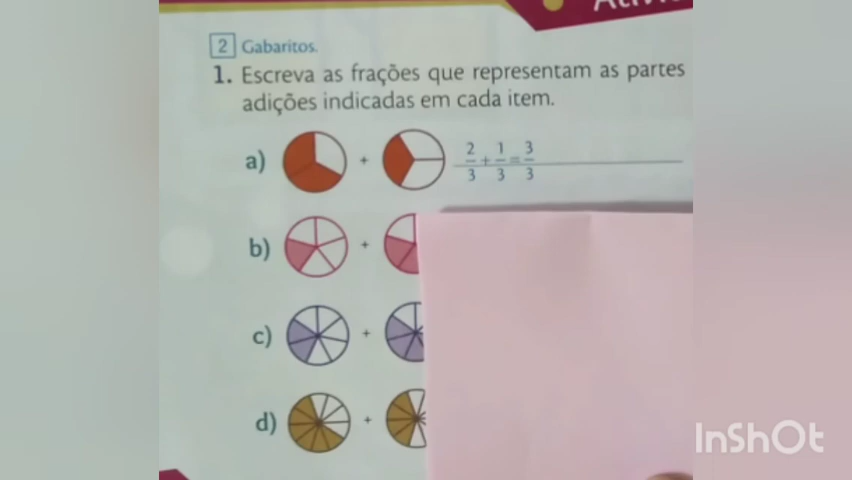 2 Gabaritos.
1. Escreva as frações que representam as partes
adições indicadas em cada item.
a) + 2/3 + 1/3 = 3/3
b) +
c) +
d) +
InShOt